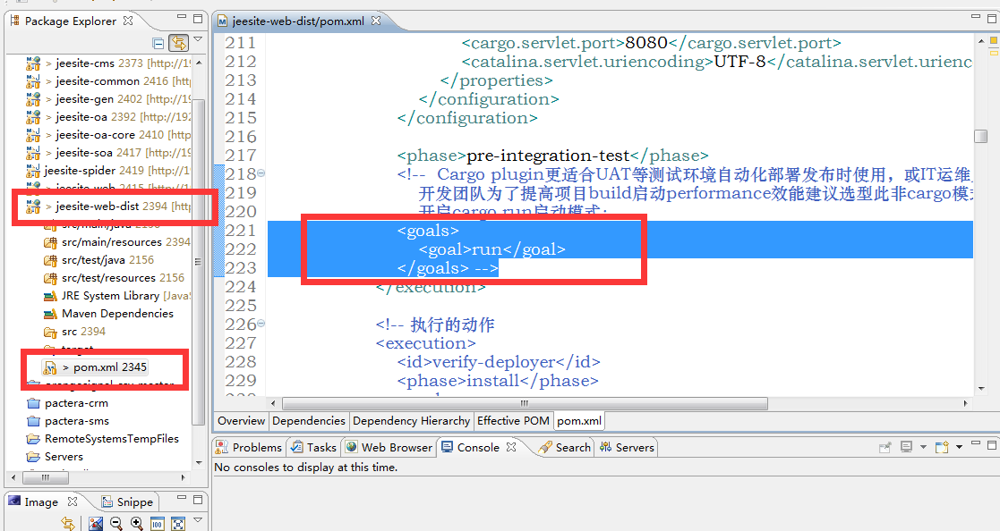 Package Explorer
> jeesite-cms 2373 [http://19
> jeesite-common 2416 [htt
> jeesite-gen 2402 [http://19
> jeesite-oa 2392 [http://192
> jeesite-oa-core 2410 [http
> jeesite-soa 2417 [http://19
jeesite-spider 2419 [http://1
> jeesite-web 2415 [http://19
> jeesite-web-dist 2394 [http
src/main/java 2156
src/main/resources 2394
src/test/java 2156
src/test/resources 2156
JRE System Library [JavaS
Maven Dependencies
src 2394
target
> pom.xml 2345
pactera-crm
pactera-sms
RemoteSystemsTempFiles
Servers
Image
Snippe
jeesite-web-dist/pom.xml
211 <cargo.servlet.port>8080</cargo.servlet.port>
212 <catalina.servlet.uriencoding>UTF-8</catalina.servlet.urienc
213 </properties>
214 </configuration>
215 </configuration>
216
217 <phase>pre-integration-test</phase>
218 <!-- Cargo plugin更适合UAT等测试环境自动化部署发布时使用，或IT运维
219 开发团队为了提高项目build启动performance效能建议选型此非cargo模式
220 开启cargo run启动模式：
221 <goals>
222 <goal>run</goal>
223 </goals> -->
224 </execution>
225
226 <!-- 执行的动作
227 <execution>
228 <id>verify-deployer</id>
229 <phase>install</phase>
Overview Dependencies Dependency Hierarchy Effective POM pom.xml
Problems Tasks Web Browser Console Search Servers
No consoles to display at this time.